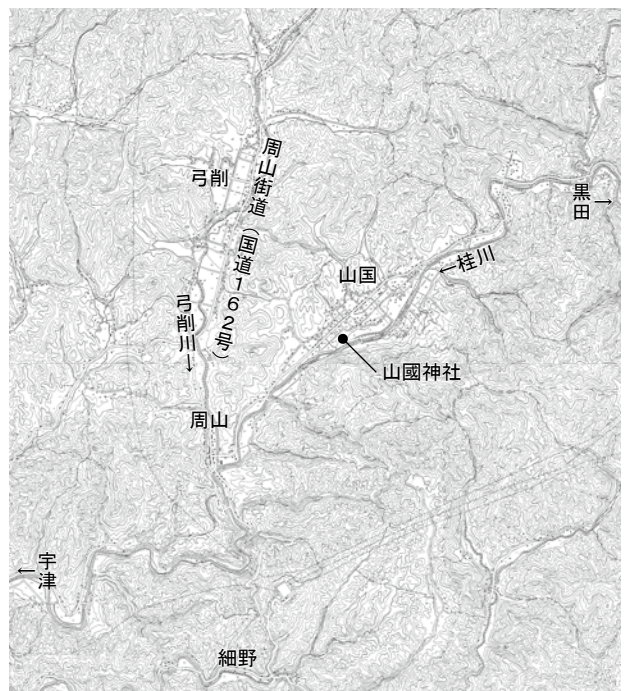 周山街道（国道162号）
弓削
黒田→
←桂川
山国
弓削川→
山國神社
周山
←宇津
細野